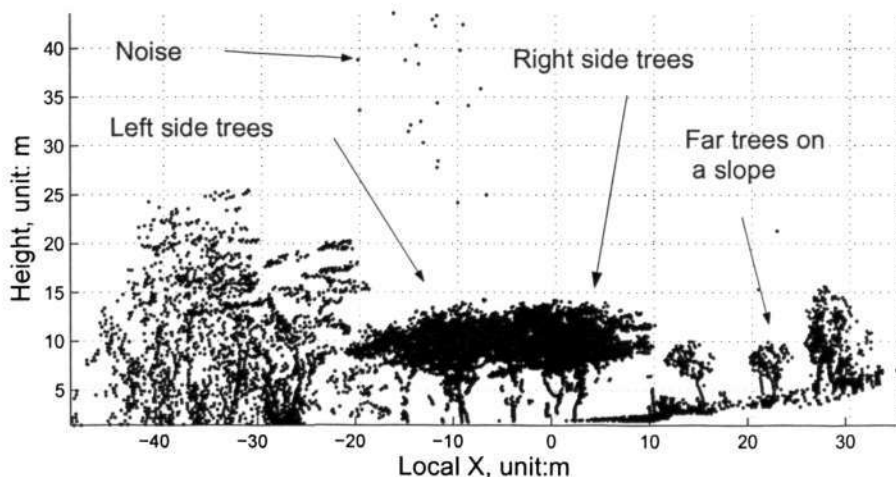 Noise
Right side trees
Left side trees
Far trees on
a slope
Height, unit: m
40
35
30
25
20
15
10
5
−40 −30 −20 −10 0 10 20 30
Local X, unit:m